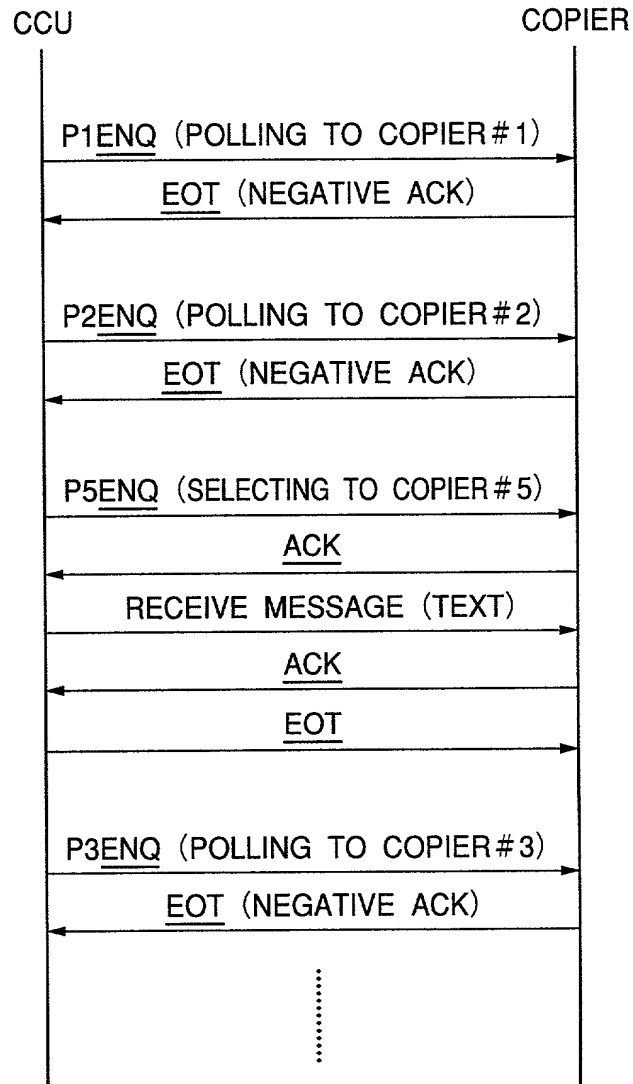 CCU
COPIER
P1ENQ (POLLING TO COPIER#1)
EOT (NEGATIVE ACK)
P2ENQ (POLLING TO COPIER#2)
EOT (NEGATIVE ACK)
P5ENQ (SELECTING TO COPIER#5)
ACK
RECEIVE MESSAGE (TEXT)
ACK
EOT
P3ENQ (POLLING TO COPIER#3)
EOT (NEGATIVE ACK)